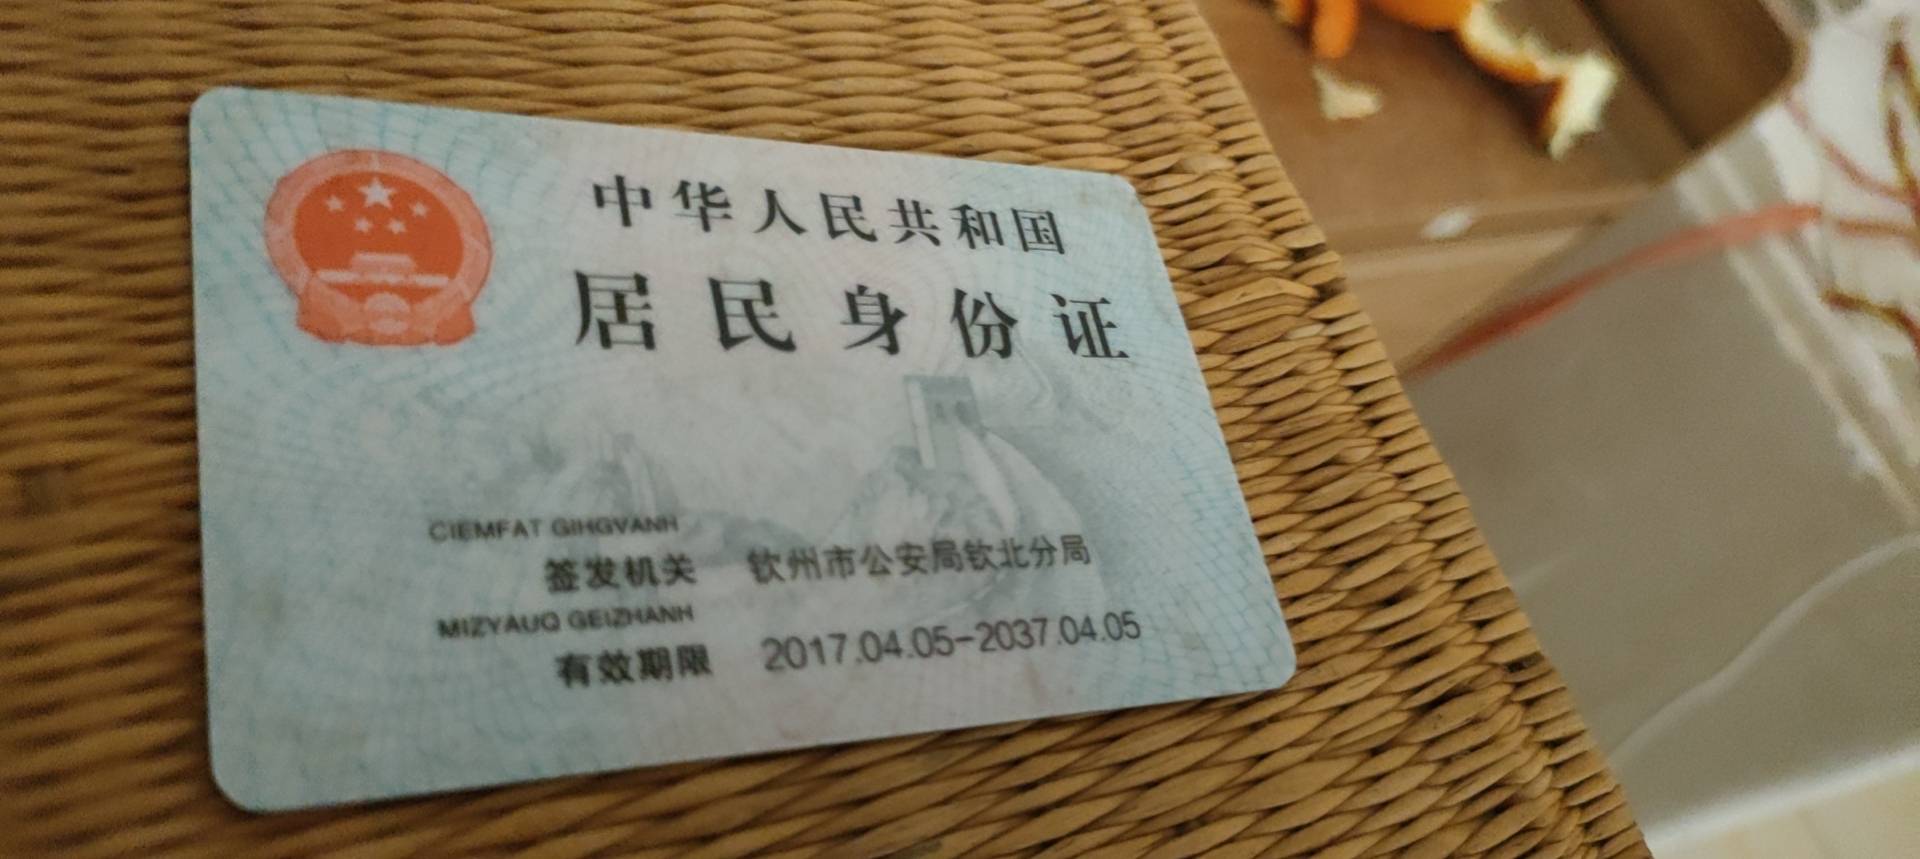 中华人民共和国
居民身份证
CIEMFAT GIHGVANH
签发机关 钦州市公安局钦北分局
MIZYAUQ GEIZHANH
有效期限 2017.04.05-2037.04.05